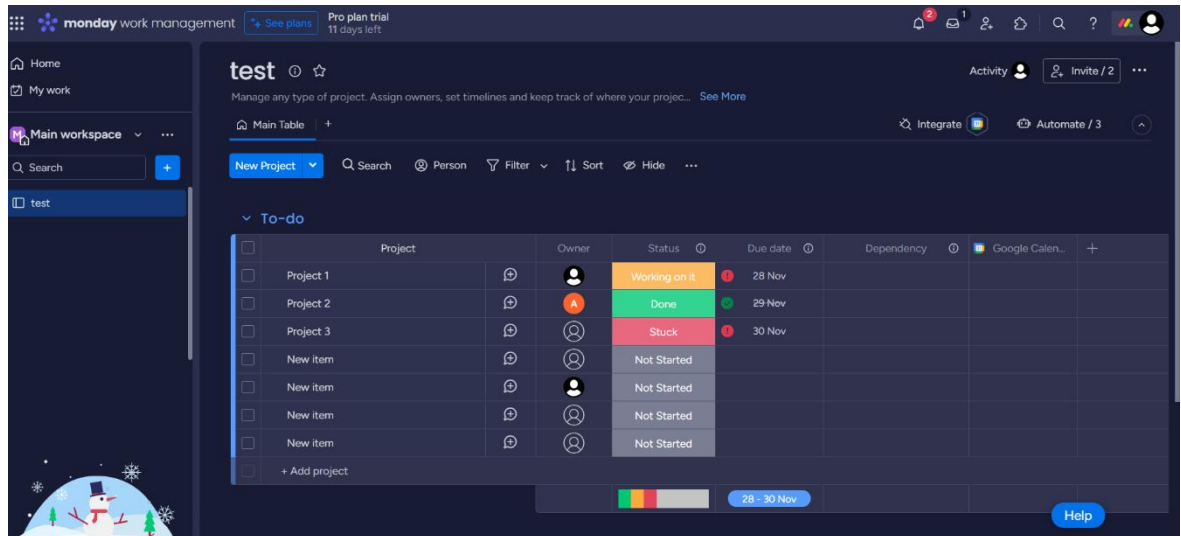 monday work management
See plans
Pro plan trial
11 days left
2
1
Home
My work
M
Main workspace
Search
+
test
test
Activity
Invite / 2
Manage any type of project. Assign owners, set timelines and keep track of where your projec... See More
Main Table
+
Integrate
Automate / 3
New Project
Search
Person
Filter
Sort
Hide
To-do
Project Owner Status Due date Dependency Google Calen... +
Project 1 Working on it ! 28 Nov
Project 2 A Done 29 Nov
Project 3 Stuck ! 30 Nov
New item Not Started
New item Not Started
New item Not Started
New item Not Started
+ Add project
28 - 30 Nov
Help